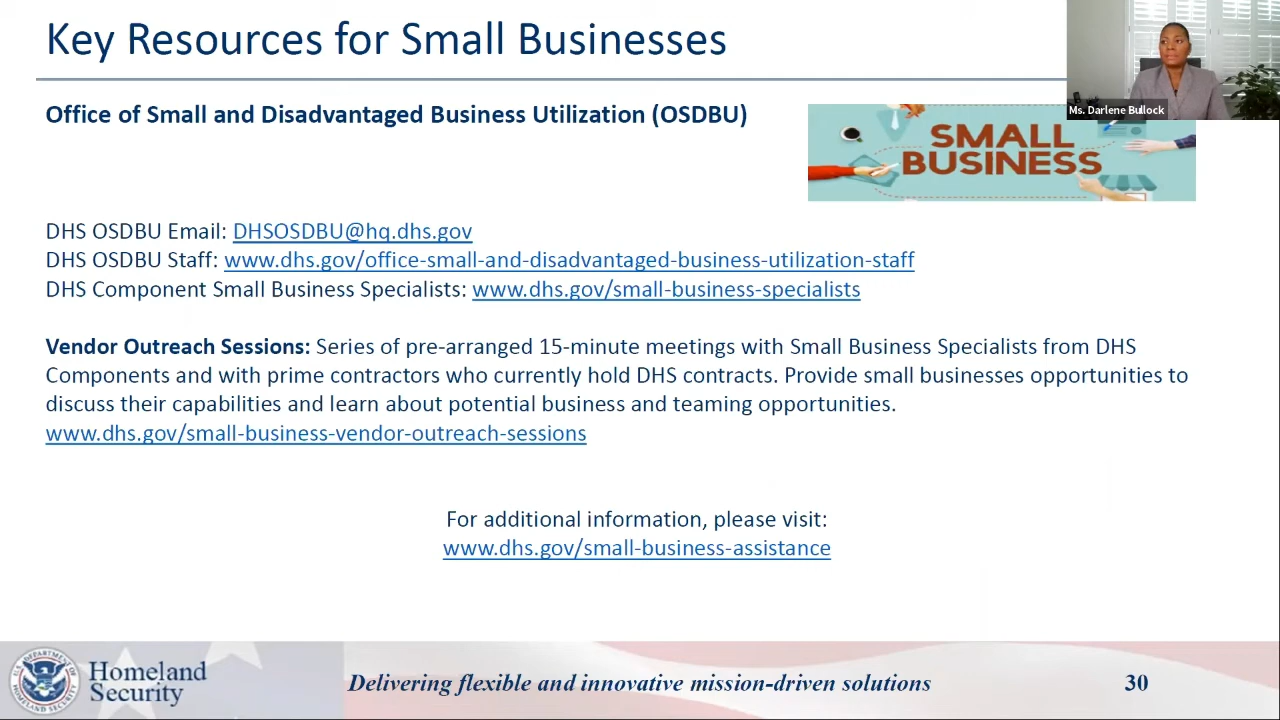 Key Resources for Small Businesses
Ms. Darlene Bullock
Office of Small and Disadvantaged Business Utilization (OSDBU)
SMALL
BUSINESS
DHS OSDBU Email: DHSOSDBU@hq.dhs.gov
DHS OSDBU Staff: www.dhs.gov/office-small-and-disadvantaged-business-utilization-staff
DHS Component Small Business Specialists: www.dhs.gov/small-business-specialists
Vendor Outreach Sessions: Series of pre-arranged 15-minute meetings with Small Business Specialists from DHS
Components and with prime contractors who currently hold DHS contracts. Provide small businesses opportunities to
discuss their capabilities and learn about potential business and teaming opportunities.
www.dhs.gov/small-business-vendor-outreach-sessions
For additional information, please visit:
www.dhs.gov/small-business-assistance
Homeland
Security
Delivering flexible and innovative mission-driven solutions
30